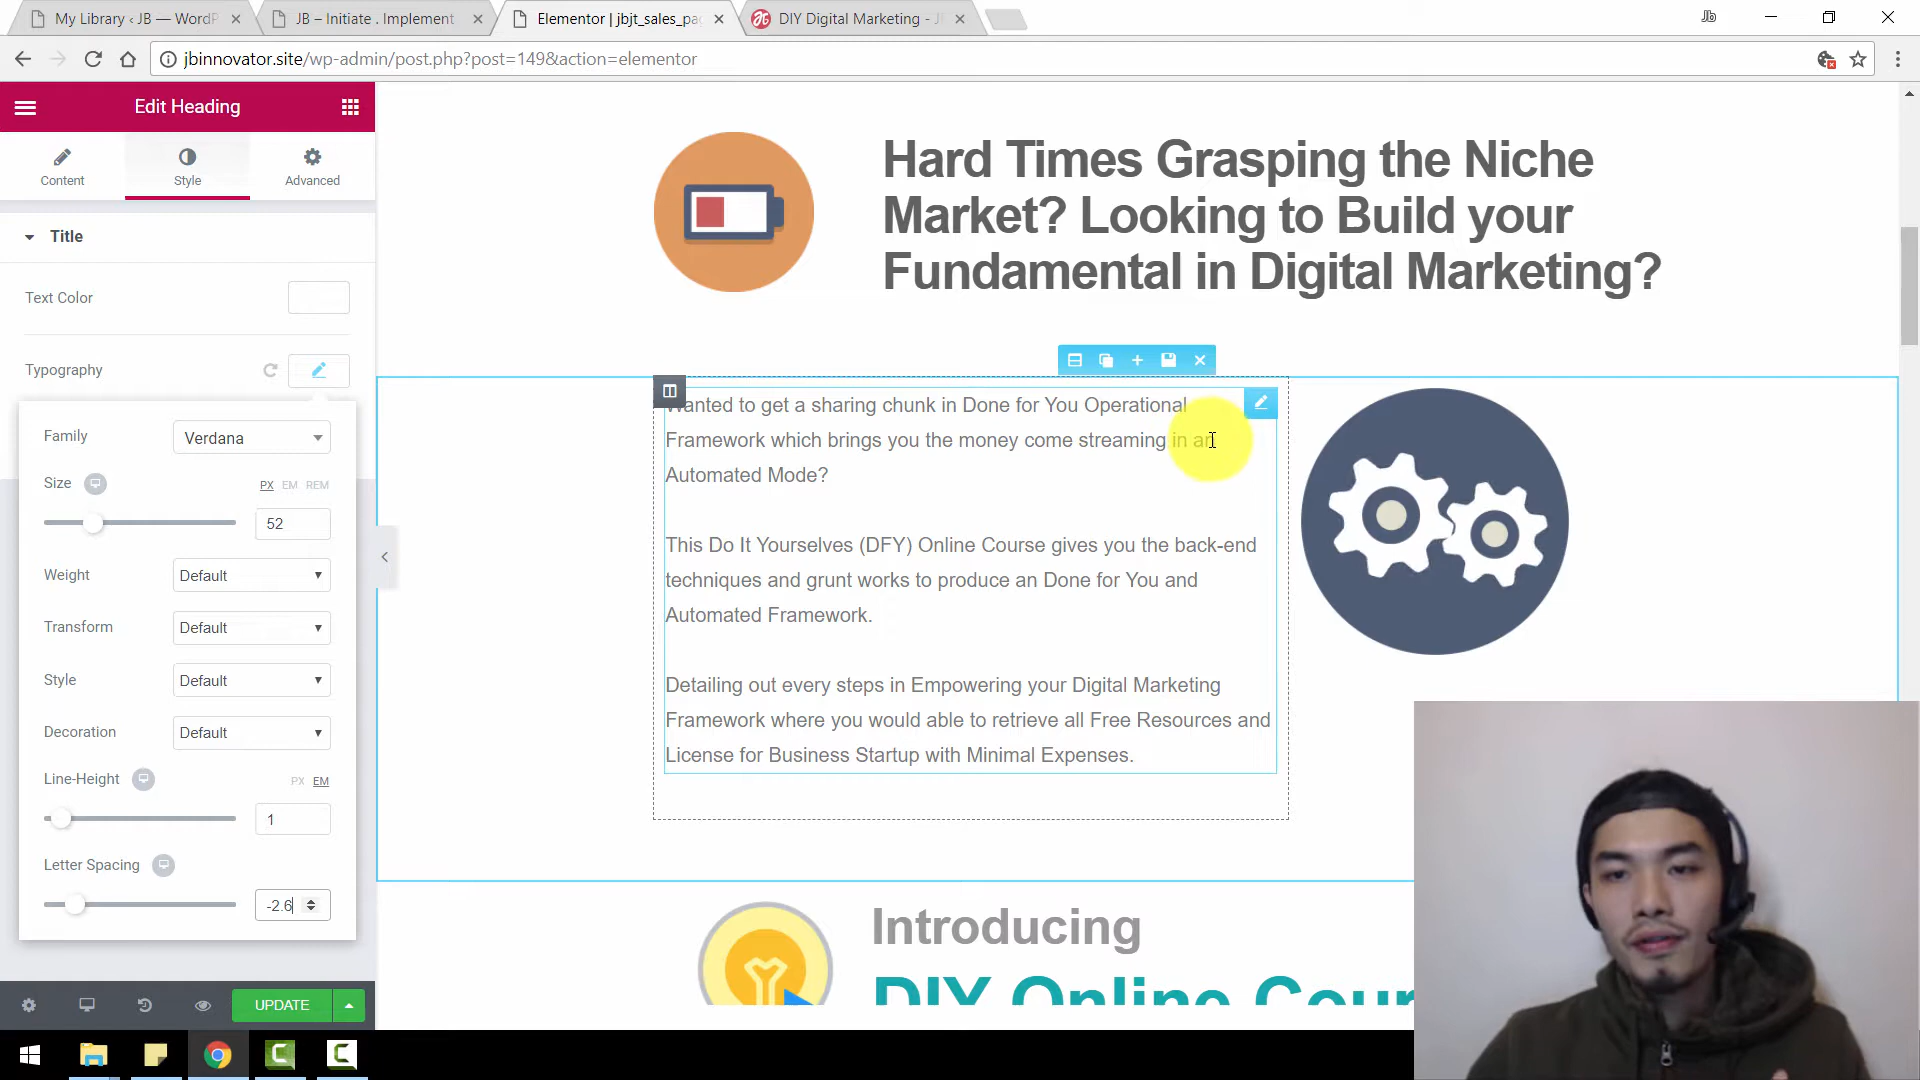 My Library ‹ JB — WordP
JB – Initiate . Implement
Elementor | jbjt_sales_pag
DIY Digital Marketing - J
Jb
jbinnovator.site/wp-admin/post.php?post=149&action=elementor
Edit Heading
Content
Style
Advanced
Title
Text Color
Typography
Family
Verdana
Size
PX EM REM
52
Weight
Default
Transform
Default
Style
Default
Decoration
Default
Line-Height
PX EM
1
Letter Spacing
-2.6
UPDATE
Hard Times Grasping the Niche
Market? Looking to Build your
Fundamental in Digital Marketing?
Wanted to get a sharing chunk in Done for You Operational
Framework which brings you the money come streaming in an
Automated Mode?
This Do It Yourselves (DFY) Online Course gives you the back-end
techniques and grunt works to produce an Done for You and
Automated Framework.
Detailing out every steps in Empowering your Digital Marketing
Framework where you would able to retrieve all Free Resources and
License for Business Startup with Minimal Expenses.
Introducing
DIY Online Cour